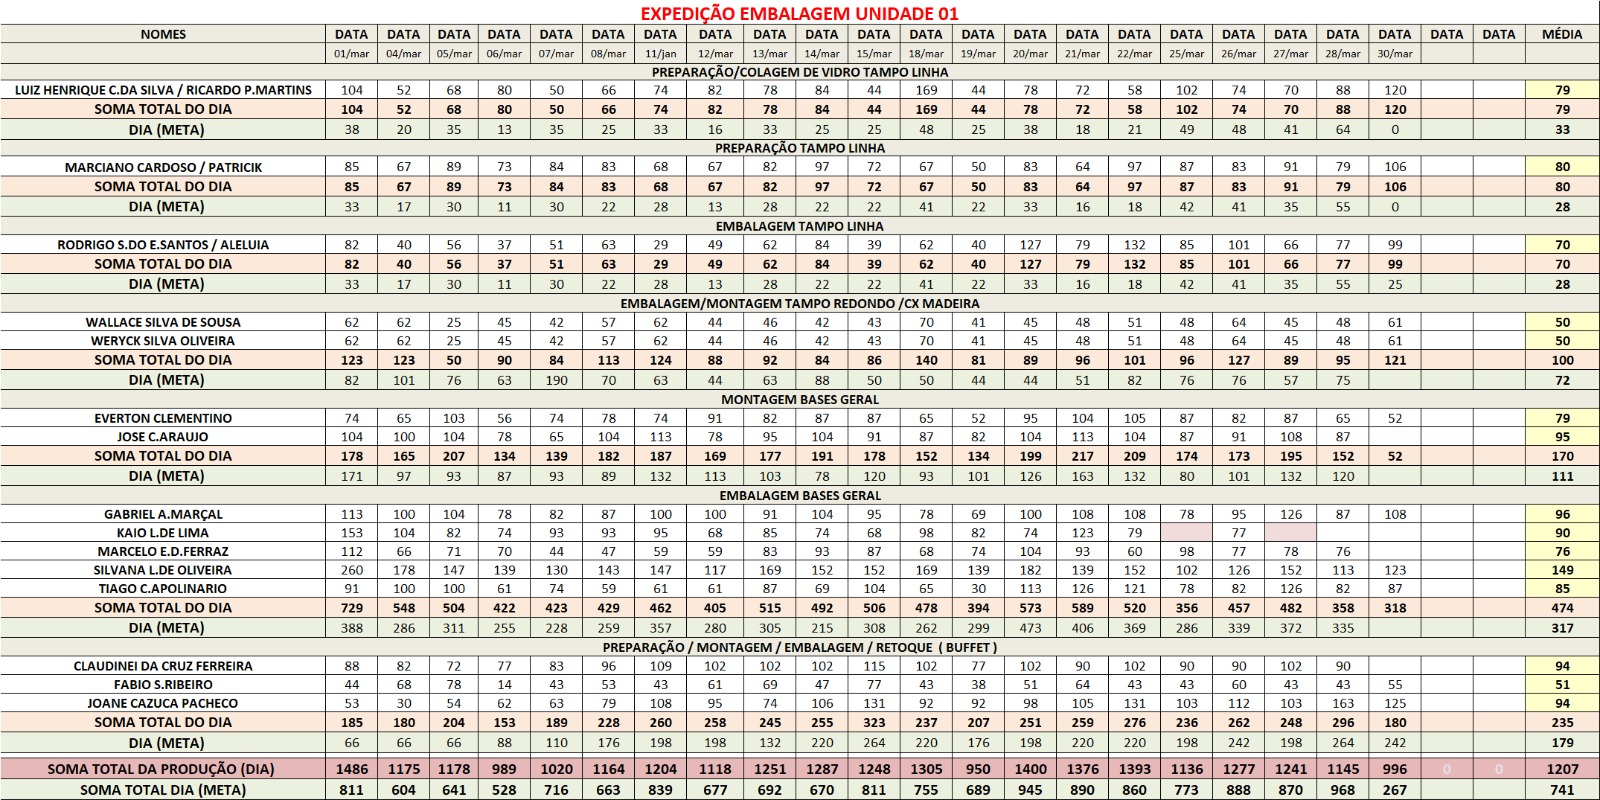 EXPEDIÇÃO EMBALAGEM UNIDADE 01
NOMES DATA DATA DATA DATA DATA DATA DATA DATA DATA DATA DATA DATA DATA DATA DATA DATA DATA DATA DATA DATA DATA DATA DATA MÉDIA
01/mar 04/mar 05/mar 06/mar 07/mar 08/mar 11/jan 12/mar 13/mar 14/mar 15/mar 18/mar 19/mar 20/mar 21/mar 22/mar 25/mar 26/mar 27/mar 28/mar 30/mar
PREPARAÇÃO/COLAGEM DE VIDRO TAMPO LINHA
LUIZ HENRIQUE C.DA SILVA / RICARDO P.MARTINS 104 52 68 80 50 66 74 82 78 84 44 169 44 78 72 58 102 74 70 88 120 79
SOMA TOTAL DO DIA 104 52 68 80 50 66 74 82 78 84 44 169 44 78 72 58 102 74 70 88 120 79
DIA (META) 38 20 35 13 35 25 33 16 33 25 25 48 25 38 18 21 49 48 41 64 0 33
PREPARAÇÃO TAMPO LINHA
MARCIANO CARDOSO / PATRICIK 85 67 89 73 84 83 68 67 82 97 72 67 50 83 64 97 87 83 91 79 106 80
SOMA TOTAL DO DIA 85 67 89 73 84 83 68 67 82 97 72 67 50 83 64 97 87 83 91 79 106 80
DIA (META) 33 17 30 11 30 22 28 13 28 22 22 41 22 33 16 18 42 41 35 55 0 28
EMBALAGEM TAMPO LINHA
RODRIGO S.DO E.SANTOS / ALELUIA 82 40 56 37 51 63 29 49 62 84 39 62 40 127 79 132 85 101 66 77 99 70
SOMA TOTAL DO DIA 82 40 56 37 51 63 29 49 62 84 39 62 40 127 79 132 85 101 66 77 99 70
DIA (META) 33 17 30 11 30 22 28 13 28 22 22 41 22 33 16 18 42 41 35 55 25 28
EMBALAGEM/MONTAGEM TAMPO REDONDO /CX MADEIRA
WALLACE SILVA DE SOUSA 62 62 25 45 42 57 62 44 46 42 43 70 41 45 48 51 48 64 45 48 61 50
WERYCK SILVA OLIVEIRA 62 62 25 45 42 57 62 44 46 42 43 70 41 45 48 51 48 64 45 48 61 50
SOMA TOTAL DO DIA 123 123 50 90 84 113 124 88 92 84 86 140 81 89 96 101 96 127 89 95 121 100
DIA (META) 82 101 76 63 190 70 63 44 63 88 50 50 44 44 51 82 76 76 57 75 72
MONTAGEM BASES GERAL
EVERTON CLEMENTINO 74 65 103 56 74 78 74 91 82 87 87 65 52 95 104 105 87 82 87 65 52 79
JOSE C.ARAUJO 104 100 104 78 65 104 113 78 95 104 91 87 82 104 113 104 87 91 108 87 95
SOMA TOTAL DO DIA 178 165 207 134 139 182 187 169 177 191 178 152 134 199 217 209 174 173 195 152 52 170
DIA (META) 171 97 93 87 93 89 132 113 103 78 120 93 101 126 163 132 80 101 132 120 111
EMBALAGEM BASES GERAL
GABRIEL A.MARÇAL 113 100 104 78 82 87 100 100 91 104 95 78 69 100 108 108 78 95 126 87 108 96
KAIO L.DE LIMA 153 104 82 74 93 93 95 68 85 74 68 98 82 74 123 79 77 90
MARCELO E.D.FERRAZ 112 66 71 70 44 47 59 59 83 93 87 68 74 104 93 60 98 77 78 76 76
SILVANA L.DE OLIVEIRA 260 178 147 139 130 143 147 117 169 152 152 169 139 182 139 152 102 126 152 113 123 149
TIAGO C.APOLINARIO 91 100 100 61 74 59 61 61 87 69 104 65 30 113 126 121 78 82 126 82 87 85
SOMA TOTAL DO DIA 729 548 504 422 423 429 462 405 515 492 506 478 394 573 589 520 356 457 482 358 318 474
DIA (META) 388 286 311 255 228 259 357 280 305 215 308 262 299 473 406 369 286 339 372 335 317
PREPARAÇÃO / MONTAGEM / EMBALAGEM / RETOQUE ( BUFFET )
CLAUDINEI DA CRUZ FERREIRA 88 82 72 77 83 96 109 102 102 102 115 102 77 102 90 102 90 90 102 90 94
FABIO S.RIBEIRO 44 68 78 14 43 53 43 61 69 47 77 43 38 51 64 43 43 60 43 43 55 51
JOANE CAZUCA PACHECO 53 30 54 62 63 79 108 95 74 106 131 92 92 98 105 131 103 112 103 163 125 94
SOMA TOTAL DO DIA 185 180 204 153 189 228 260 258 245 255 323 237 207 251 259 276 236 262 248 296 180 235
DIA (META) 66 66 66 88 110 176 198 198 132 220 264 220 176 198 220 220 198 242 198 264 242 179
SOMA TOTAL DA PRODUÇÃO (DIA) 1486 1175 1178 989 1020 1164 1204 1118 1251 1287 1248 1305 950 1400 1376 1393 1136 1277 1241 1145 996 0 0 1207
SOMA TOTAL DIA (META) 811 604 641 528 716 663 839 677 692 670 811 755 689 945 890 860 773 888 870 968 267 741